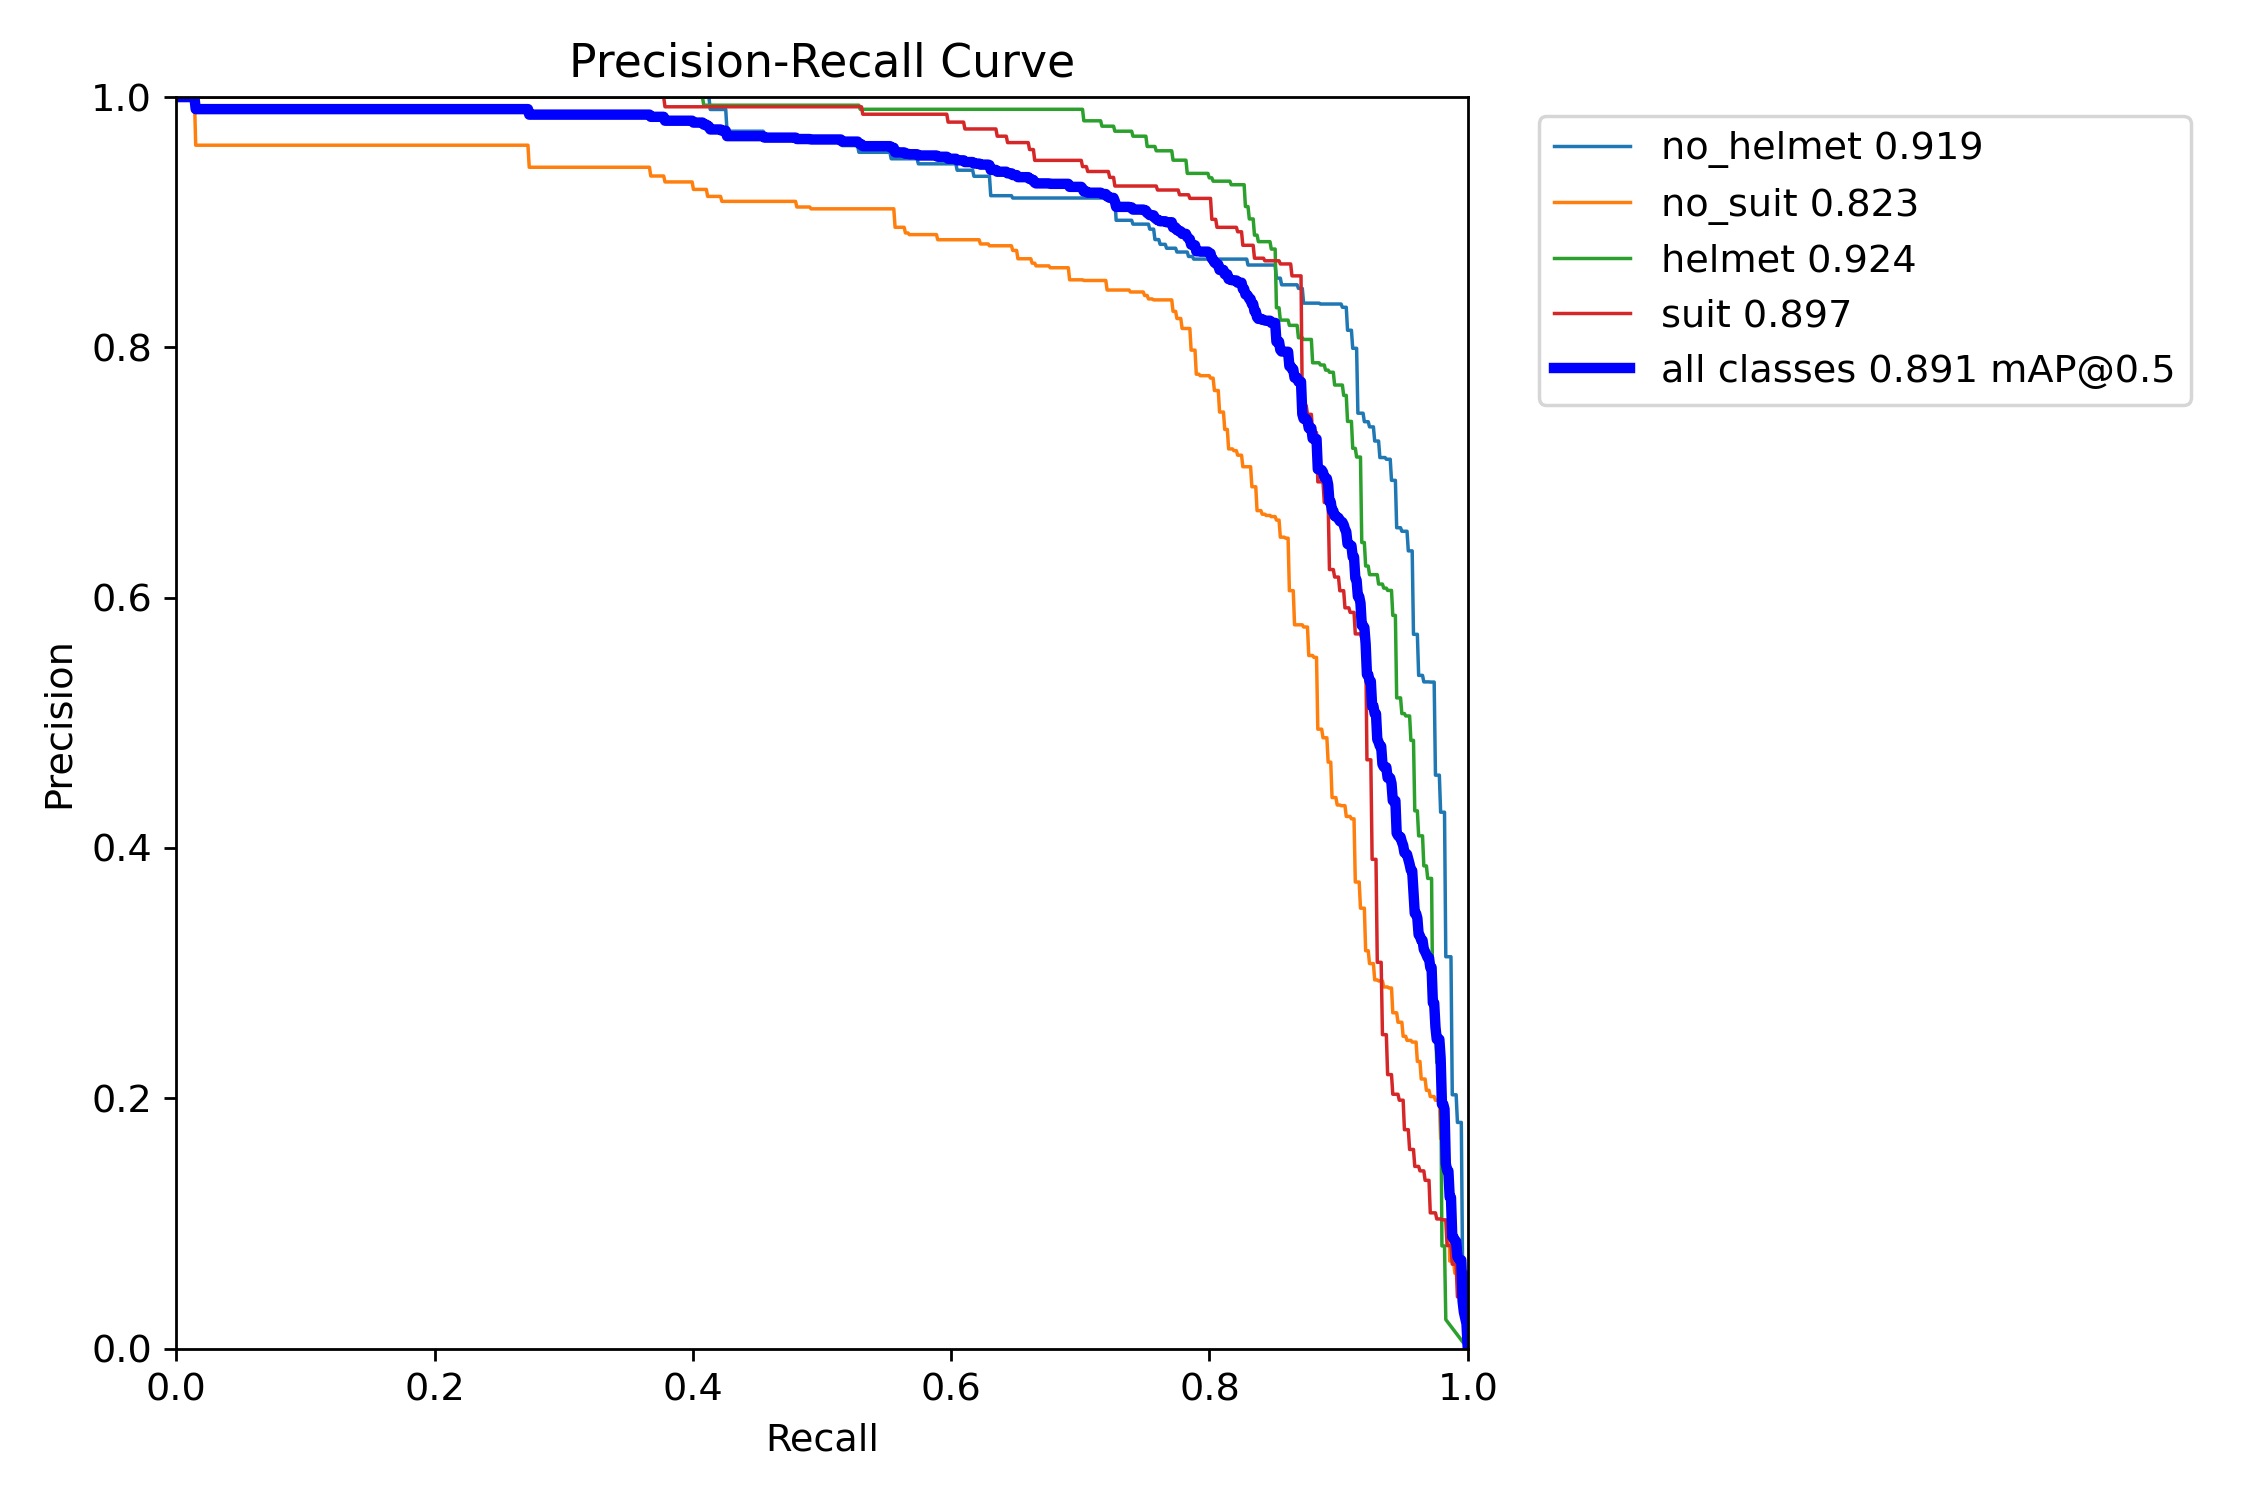 Precision-Recall Curve
1.0
0.8
0.6
0.4
0.2
0.0
Precision
0.0 0.2 0.4 0.6 0.8 1.0
Recall
no_helmet 0.919
no_suit 0.823
helmet 0.924
suit 0.897
all classes 0.891 mAP@0.5